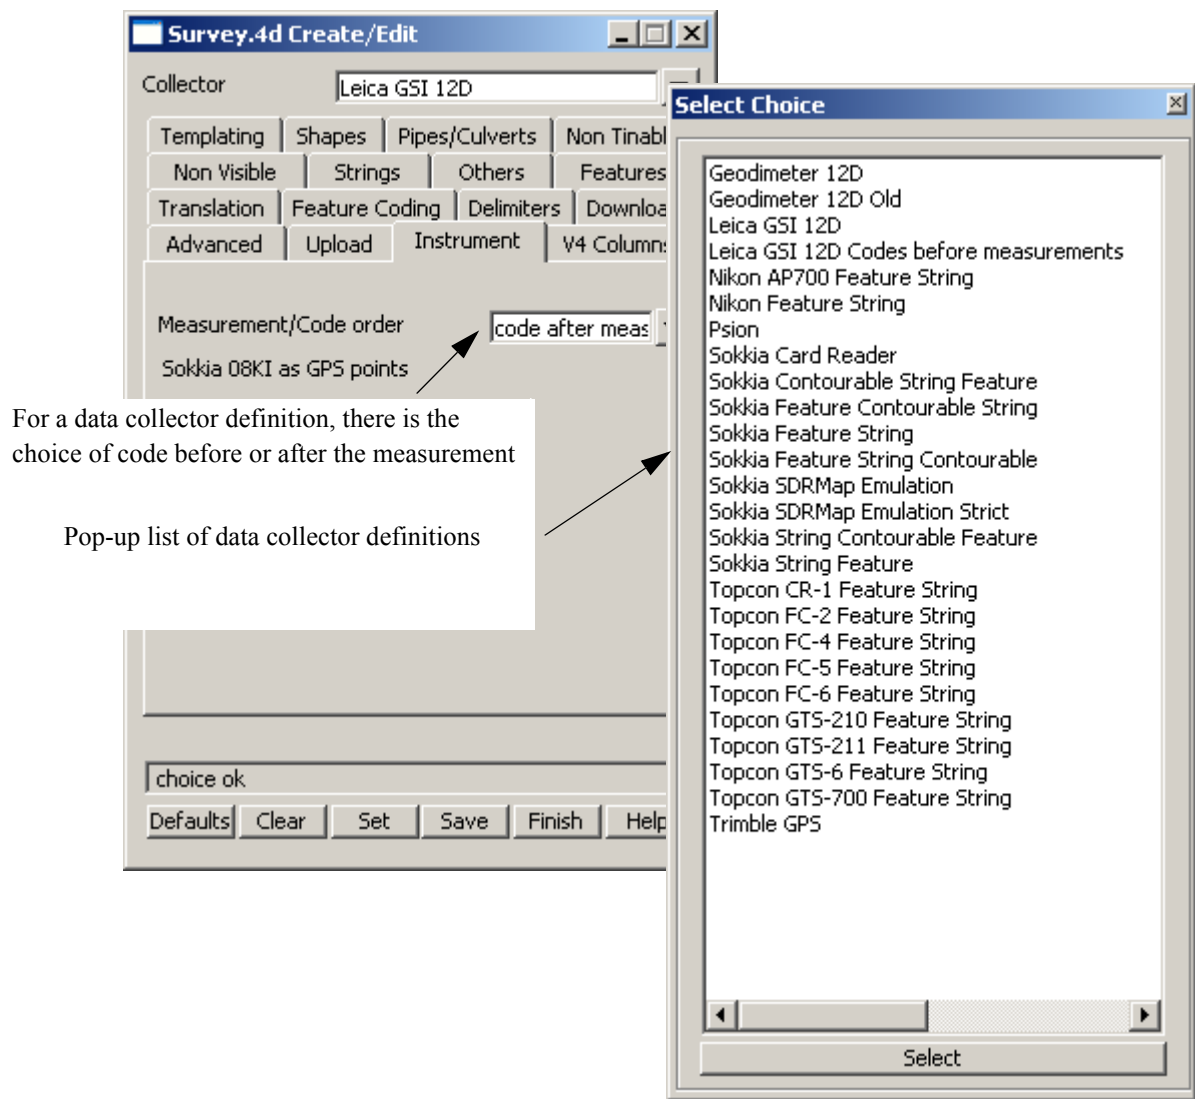 Survey.4d Create/Edit
Collector
Leica GSI 12D
Templating Shapes Pipes/Culverts Non Tinabl
Non Visible Strings Others Features
Translation Feature Coding Delimiters Downloa
Advanced Upload Instrument V4 Columns
Measurement/Code order
code after meas
Sokkia 08KI as GPS points
For a data collector definition, there is the
choice of code before or after the measurement
Pop-up list of data collector definitions
choice ok
Defaults Clear Set Save Finish Help
Select Choice
Geodimeter 12D
Geodimeter 12D Old
Leica GSI 12D
Leica GSI 12D Codes before measurements
Nikon AP700 Feature String
Nikon Feature String
Psion
Sokkia Card Reader
Sokkia Contourable String Feature
Sokkia Feature Contourable String
Sokkia Feature String
Sokkia Feature String Contourable
Sokkia SDRMap Emulation
Sokkia SDRMap Emulation Strict
Sokkia String Contourable Feature
Sokkia String Feature
Topcon CR-1 Feature String
Topcon FC-2 Feature String
Topcon FC-4 Feature String
Topcon FC-5 Feature String
Topcon FC-6 Feature String
Topcon GTS-210 Feature String
Topcon GTS-211 Feature String
Topcon GTS-6 Feature String
Topcon GTS-700 Feature String
Trimble GPS
Select